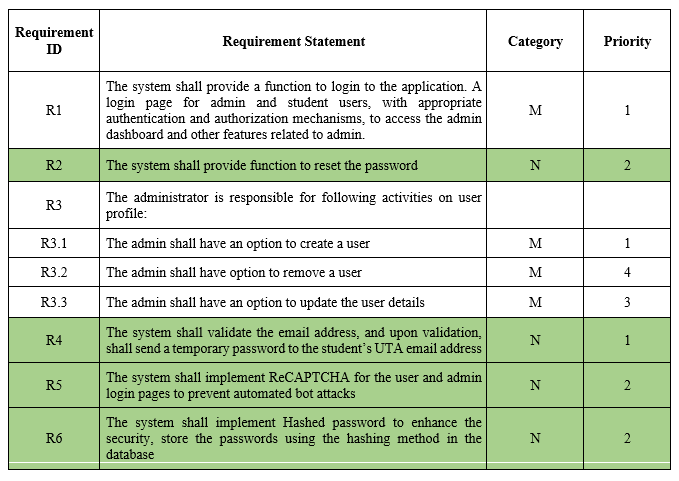 Requirement ID Requirement Statement Category Priority
R1 The system shall provide a function to login to the application. A
login page for admin and student users, with appropriate
authentication and authorization mechanisms, to access the admin
dashboard and other features related to admin. M 1
R2 The system shall provide function to reset the password N 2
R3 The administrator is responsible for following activities on user
profile:
R3.1 The admin shall have an option to create a user M 1
R3.2 The admin shall have option to remove a user M 4
R3.3 The admin shall have an option to update the user details M 3
R4 The system shall validate the email address, and upon validation,
shall send a temporary password to the student’s UTA email address N 1
R5 The system shall implement ReCAPTCHA for the user and admin
login pages to prevent automated bot attacks N 2
R6 The system shall implement Hashed password to enhance the
security, store the passwords using the hashing method in the
database N 2